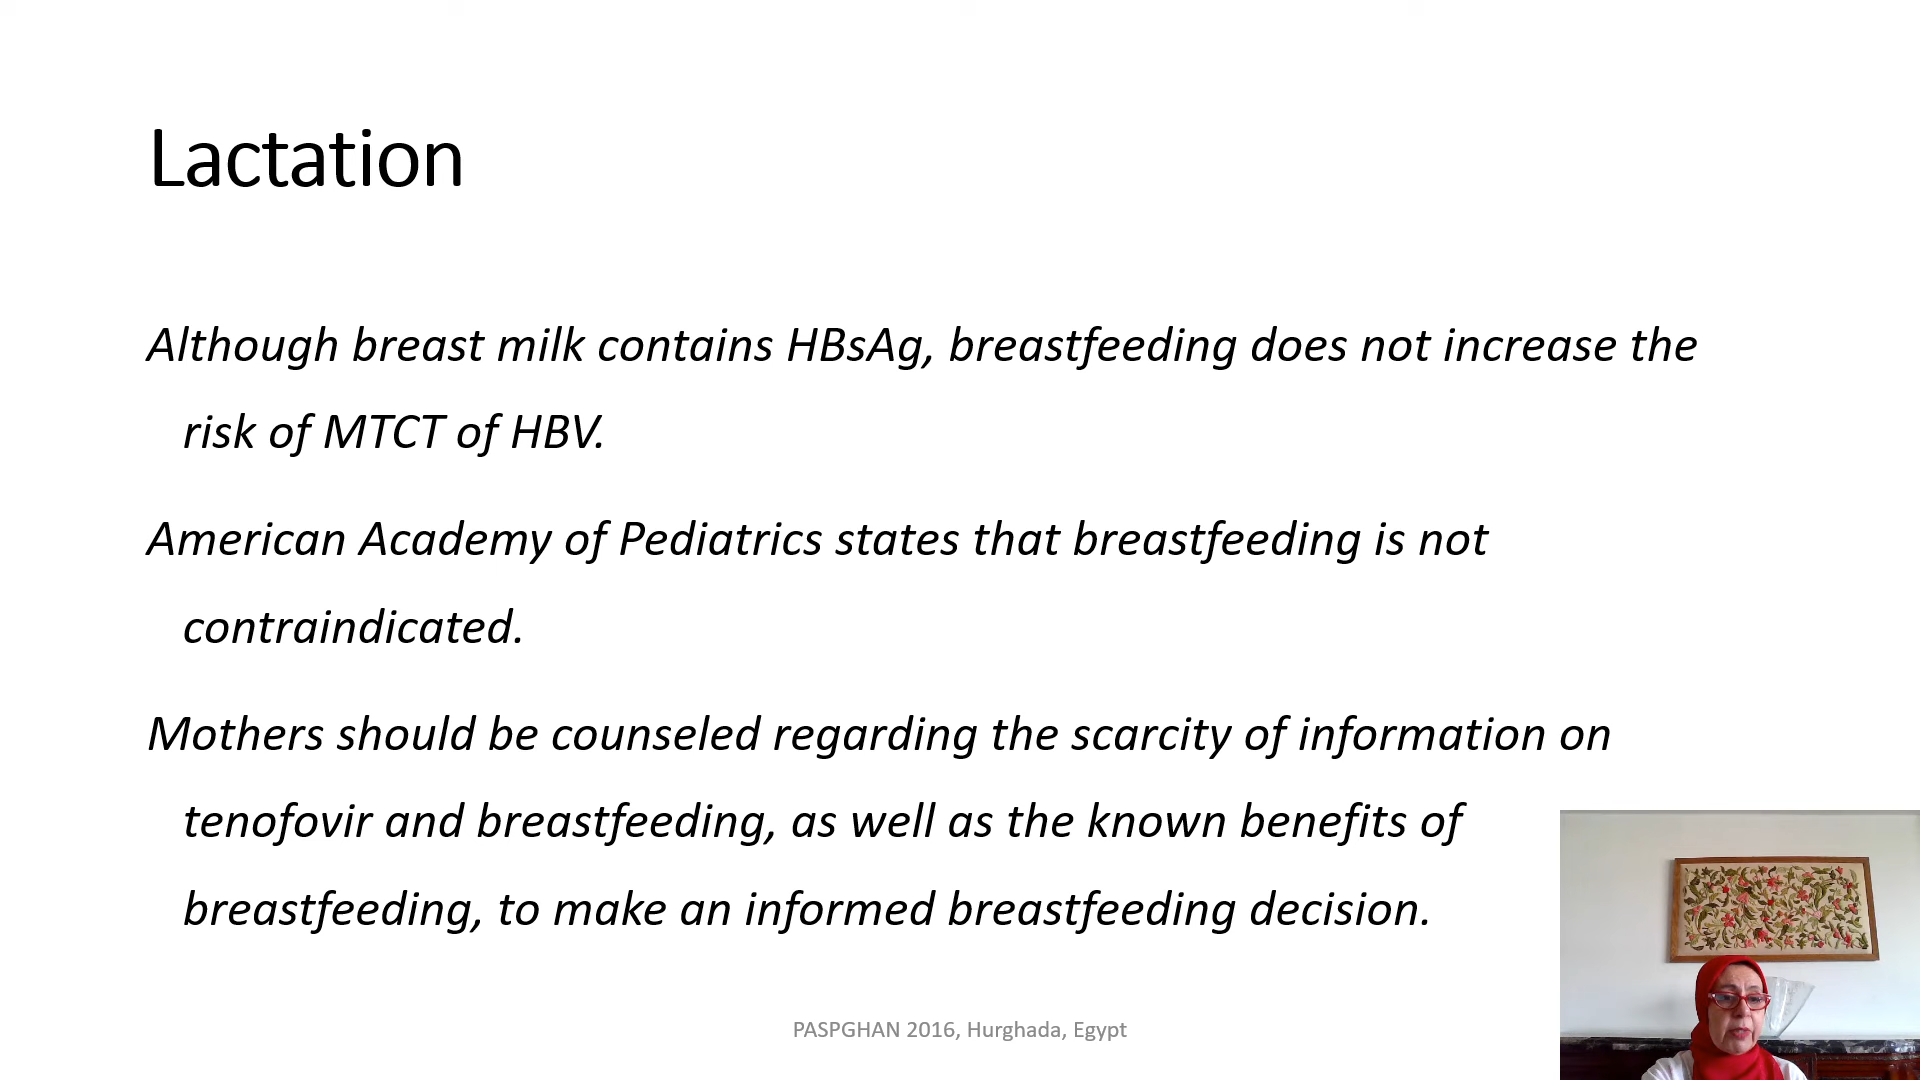 Lactation
Although breast milk contains HBsAg, breastfeeding does not increase the
risk of MTCT of HBV.
American Academy of Pediatrics states that breastfeeding is not
contraindicated.
Mothers should be counseled regarding the scarcity of information on
tenofovir and breastfeeding, as well as the known benefits of
breastfeeding, to make an informed breastfeeding decision.
PASPGHAN 2016, Hurghada, Egypt